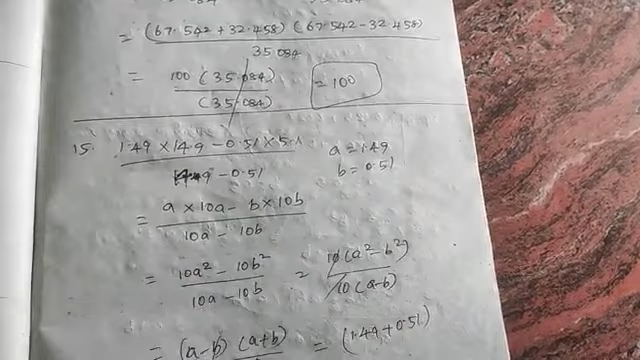 = (67.542 + 32.458) (67.542 - 32.458)
35.084
= 100 (35.084) / (35.084) = 100
15. 1.49 × 14.9 - 0.51 × 5.1 a = 1.49
- 0.51 b = 0.51
= a × 10a - b × 10b
10a - 10b
= 10a² - 10b² = 10(a² - b²)
10a - 10b 10(a-b)
= (a-b) (a+b) = (1.49 + 0.51)